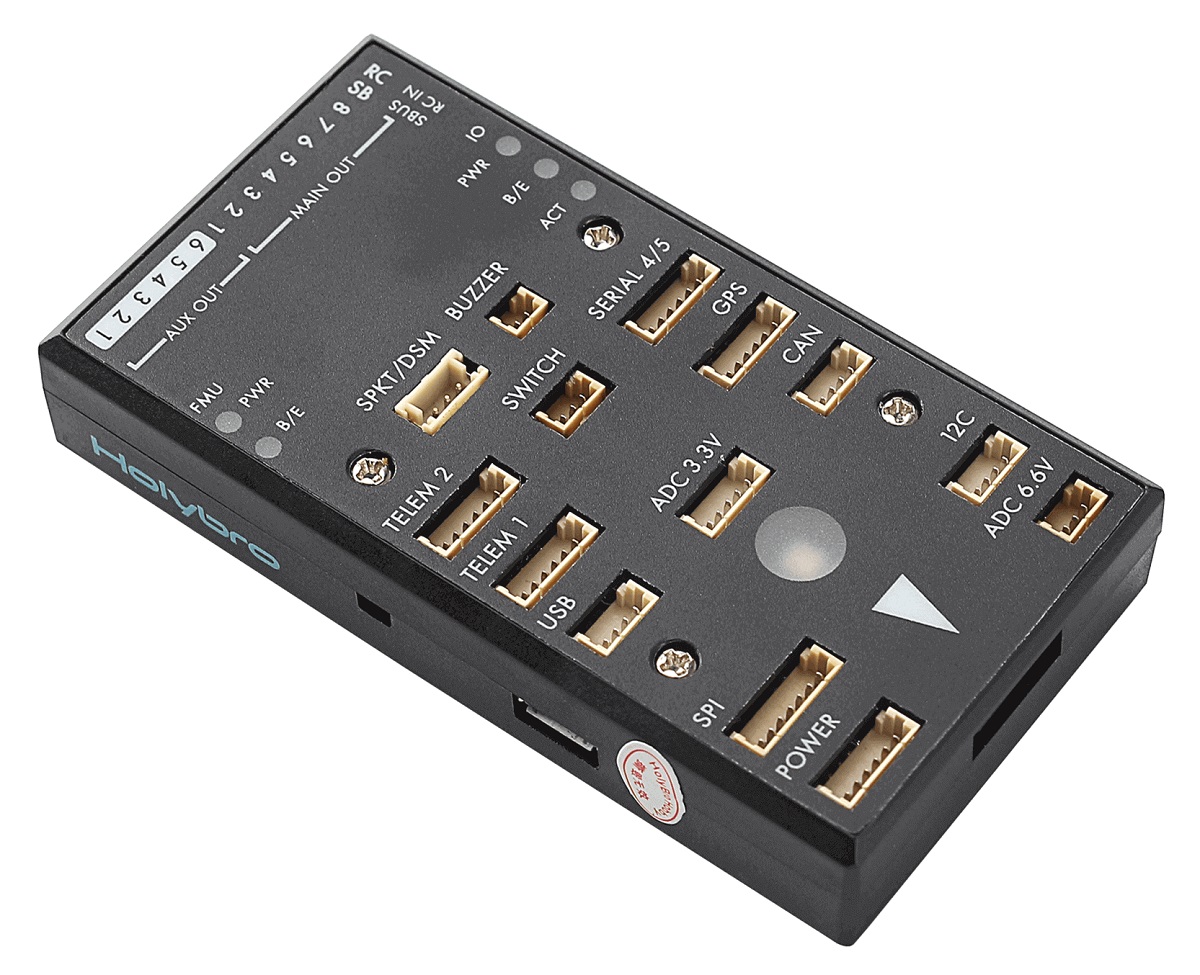 RC
SB
8
7
6
5
4
3
2
1
6
5
4
3
2
1
RC IN
SBUS
MAIN OUT
AUX OUT
IO
PWR
B/E
ACT
FMU
PWR
B/E
BUZZER
SPKT/DSM
SWITCH
SERIAL 4/5
GPS
CAN
TELEM 2
TELEM 1
USB
ADC 3.3V
I2C
ADC 6.6V
SPI
POWER
Holybro